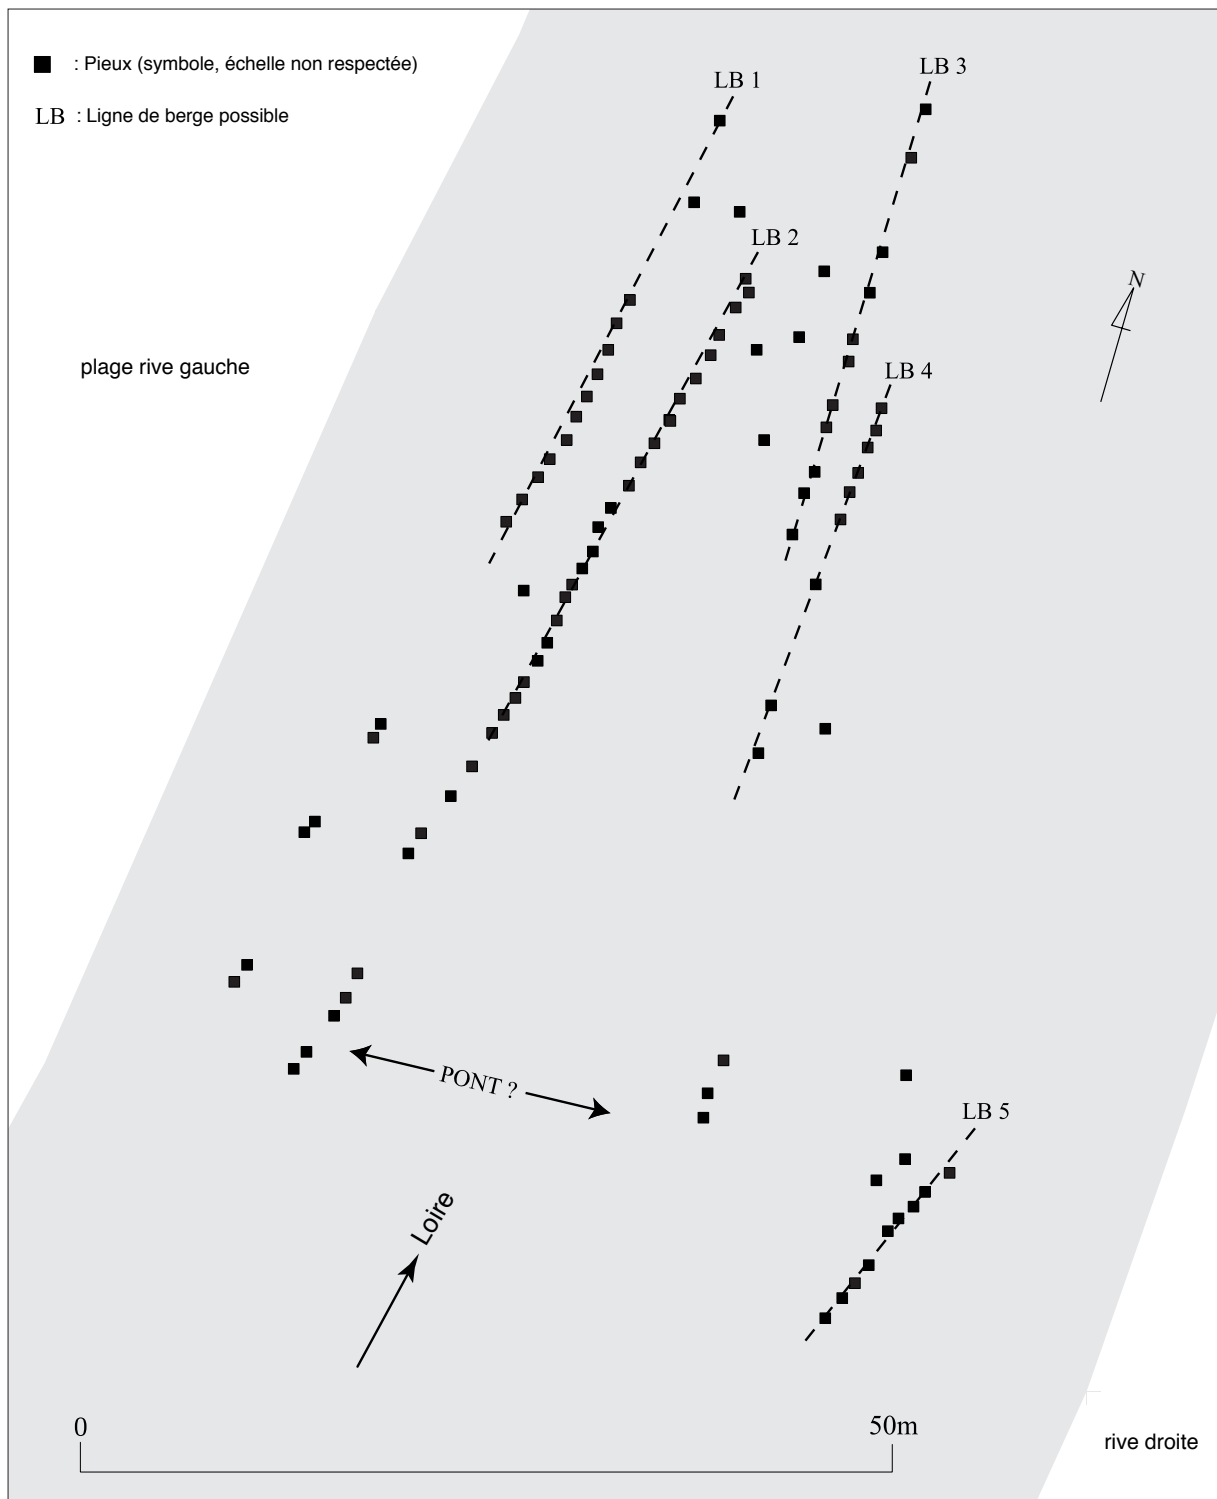 : Pieux (symbole, échelle non respectée)
LB : Ligne de berge possible
LB 1
LB 3
LB 2
N
plage rive gauche
LB 4
PONT ?
LB 5
Loire
0
50m
rive droite